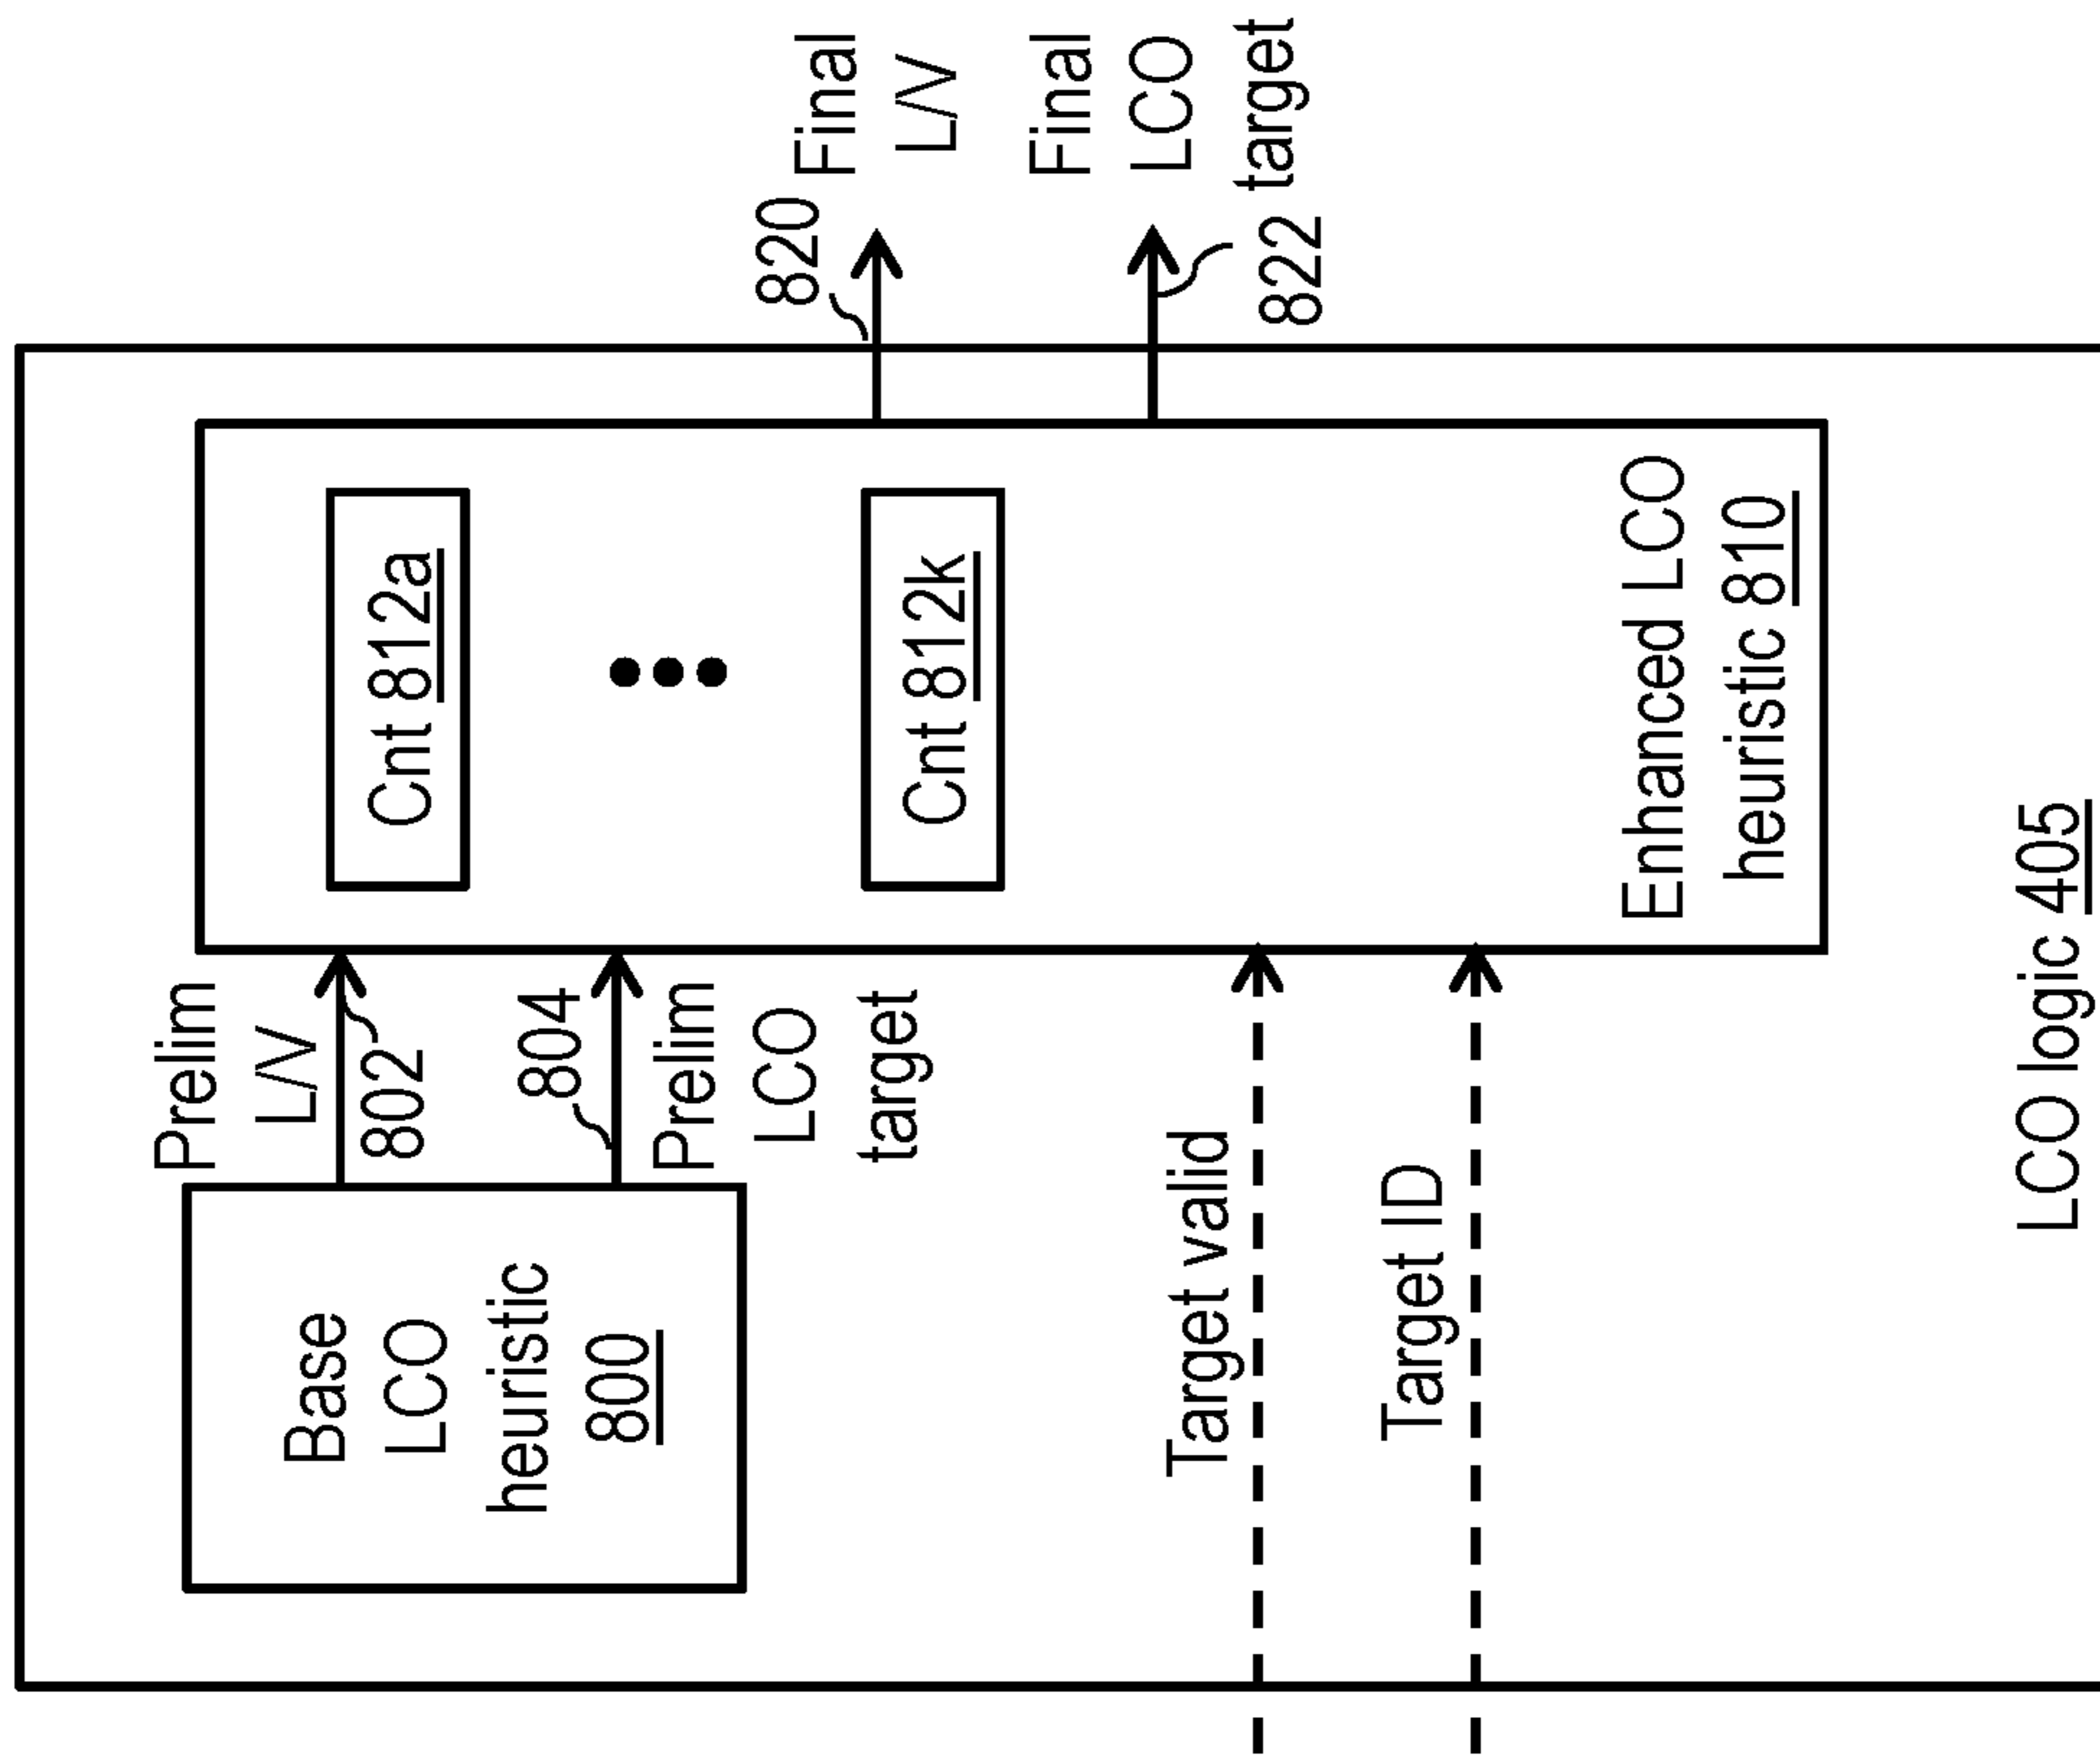 Base
LCO
heuristic
800
Prelim
L/V
802
804
Prelim
LCO
target
Target valid
Target ID
Cnt 812a
Cnt 812k
Enhanced LCO
heuristic 810
820
Final
L/V
Final
LCO
target
822
LCO logic 405